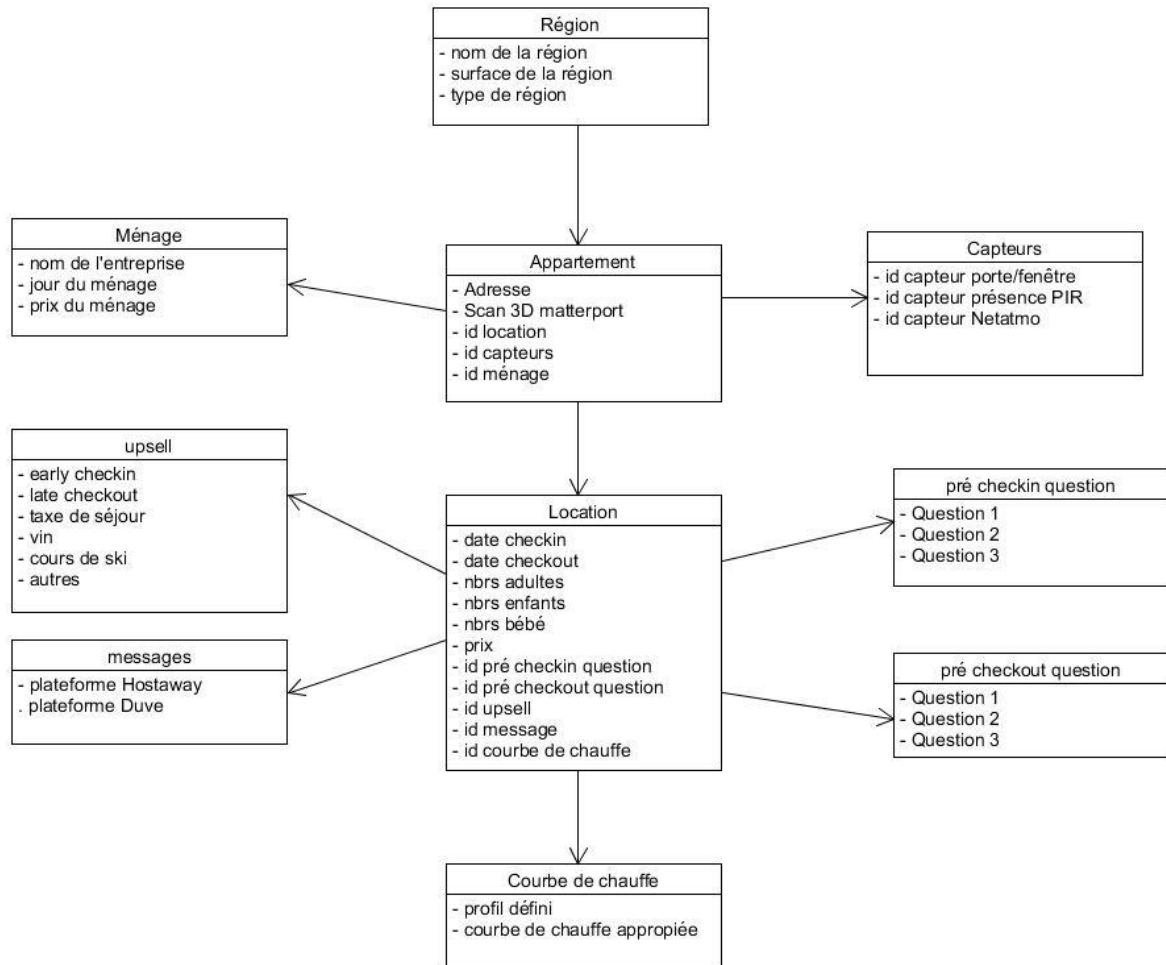 Région
- nom de la région
- surface de la région
- type de région
Ménage
- nom de l'entreprise
- jour du ménage
- prix du ménage
Appartement
- Adresse
- Scan 3D matterport
- id location
- id capteurs
- id ménage
Capteurs
- id capteur porte/fenêtre
- id capteur présence PIR
- id capteur Netatmo
upsell
- early checkin
- late checkout
- taxe de séjour
- vin
- cours de ski
- autres
Location
- date checkin
- date checkout
- nbrs adultes
- nbrs enfants
- nbrs bébé
- prix
- id pré checkin question
- id pré checkout question
- id upsell
- id message
- id courbe de chauffe
pré checkin question
- Question 1
- Question 2
- Question 3
messages
- plateforme Hostaway
. plateforme Duve
pré checkout question
- Question 1
- Question 2
- Question 3
Courbe de chauffe
- profil défini
- courbe de chauffe appropiée